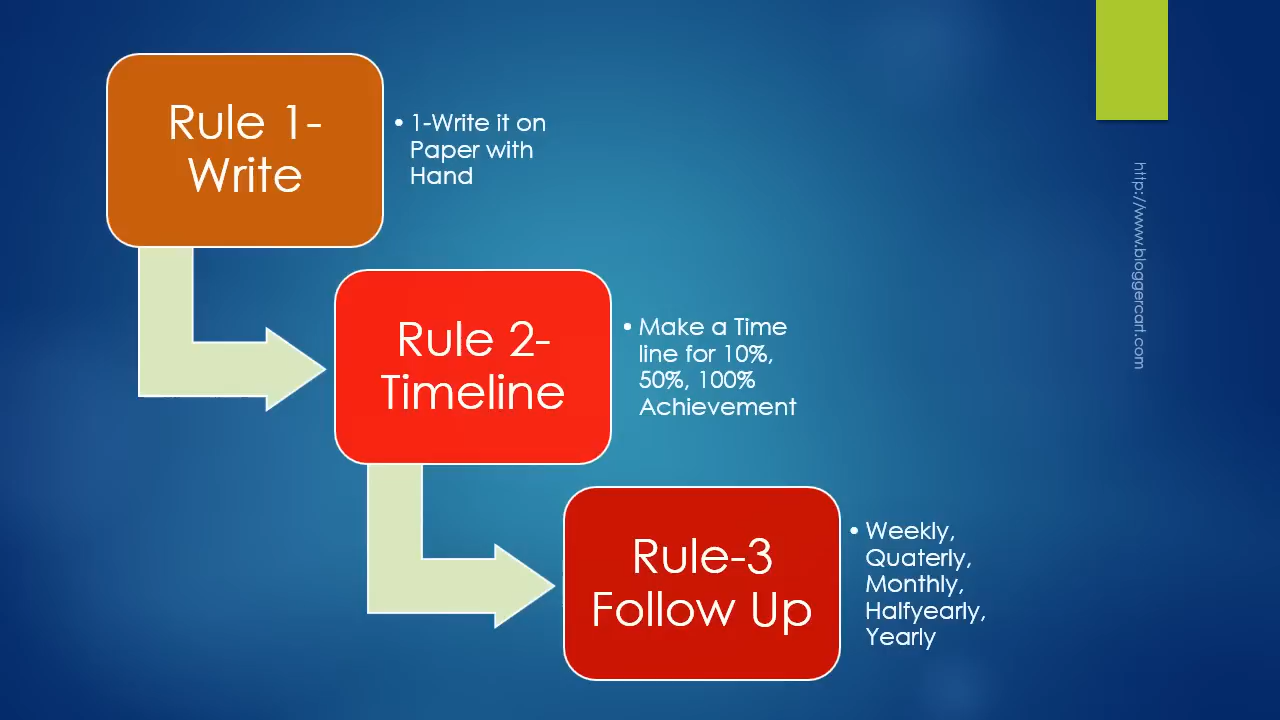 Rule 1-
Write
• 1-Write it on
Paper with
Hand
Rule 2-
Timeline
• Make a Time
line for 10%,
50%, 100%
Achievement
Rule-3
Follow Up
• Weekly,
Quaterly,
Monthly,
Halfyearly,
Yearly
http://www.bloggercart.com